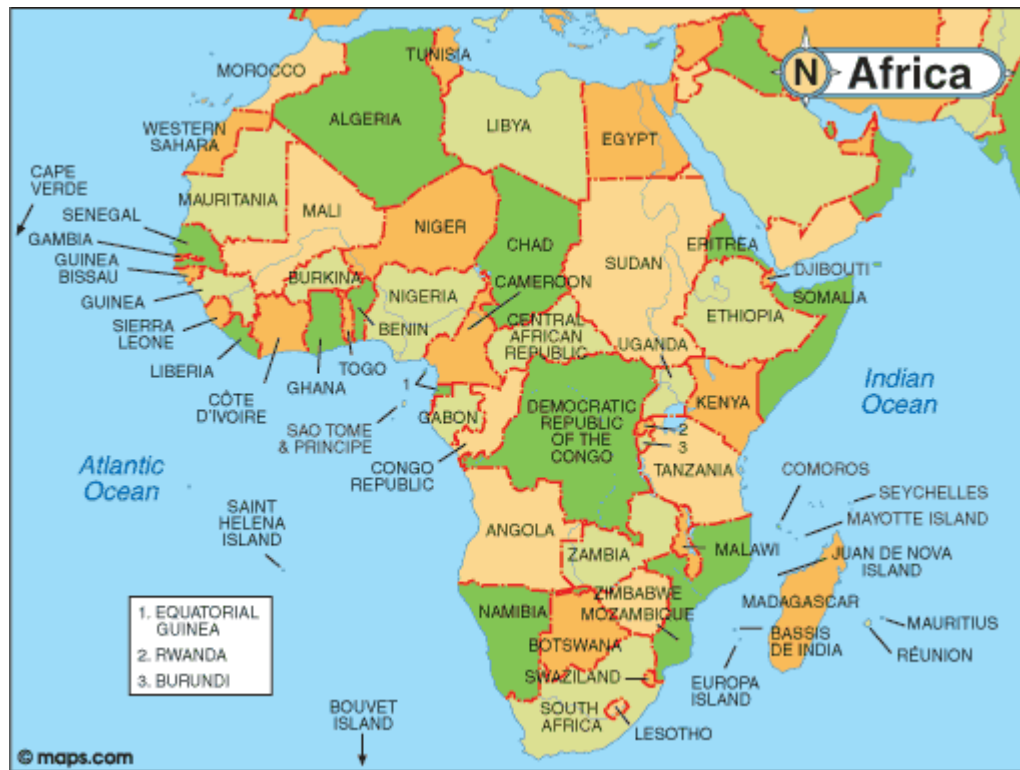 N Africa
TUNISIA
MOROCCO
ALGERIA
LIBYA
EGYPT
WESTERN
SAHARA
CAPE
VERDE
MAURITANIA
MALI
NIGER
SENEGAL
CHAD
SUDAN
ERITREA
GAMBIA
GUINEA
BISSAU
BURKINA
CAMEROON
DJIBOUTI
GUINEA
NIGERIA
SOMALIA
SIERRA
LEONE
BENIN
CENTRAL
AFRICAN
REPUBLIC
ETHIOPIA
UGANDA
LIBERIA
TOGO
GHANA
CÔTE
D'IVOIRE
1
GABON
DEMOCRATIC
REPUBLIC
OF THE
CONGO
KENYA
Indian
Ocean
2
3
SAO TOME
& PRINCIPE
CONGO
REPUBLIC
TANZANIA
Atlantic
Ocean
COMOROS
SEYCHELLES
MAYOTTE ISLAND
SAINT
HELENA
ISLAND
ANGOLA
ZAMBIA
MALAWI
JUAN DE NOVA
ISLAND
ZIMBABWE
MOZAMBIQUE
MADAGASCAR
NAMIBIA
MAURITIUS
BOTSWANA
BASSIS
DE INDIA
RÉUNION
1. EQUATORIAL
GUINEA
2. RWANDA
3. BURUNDI
SWAZILAND
EUROPA
ISLAND
BOUVET
ISLAND
SOUTH
AFRICA
LESOTHO
© maps.com